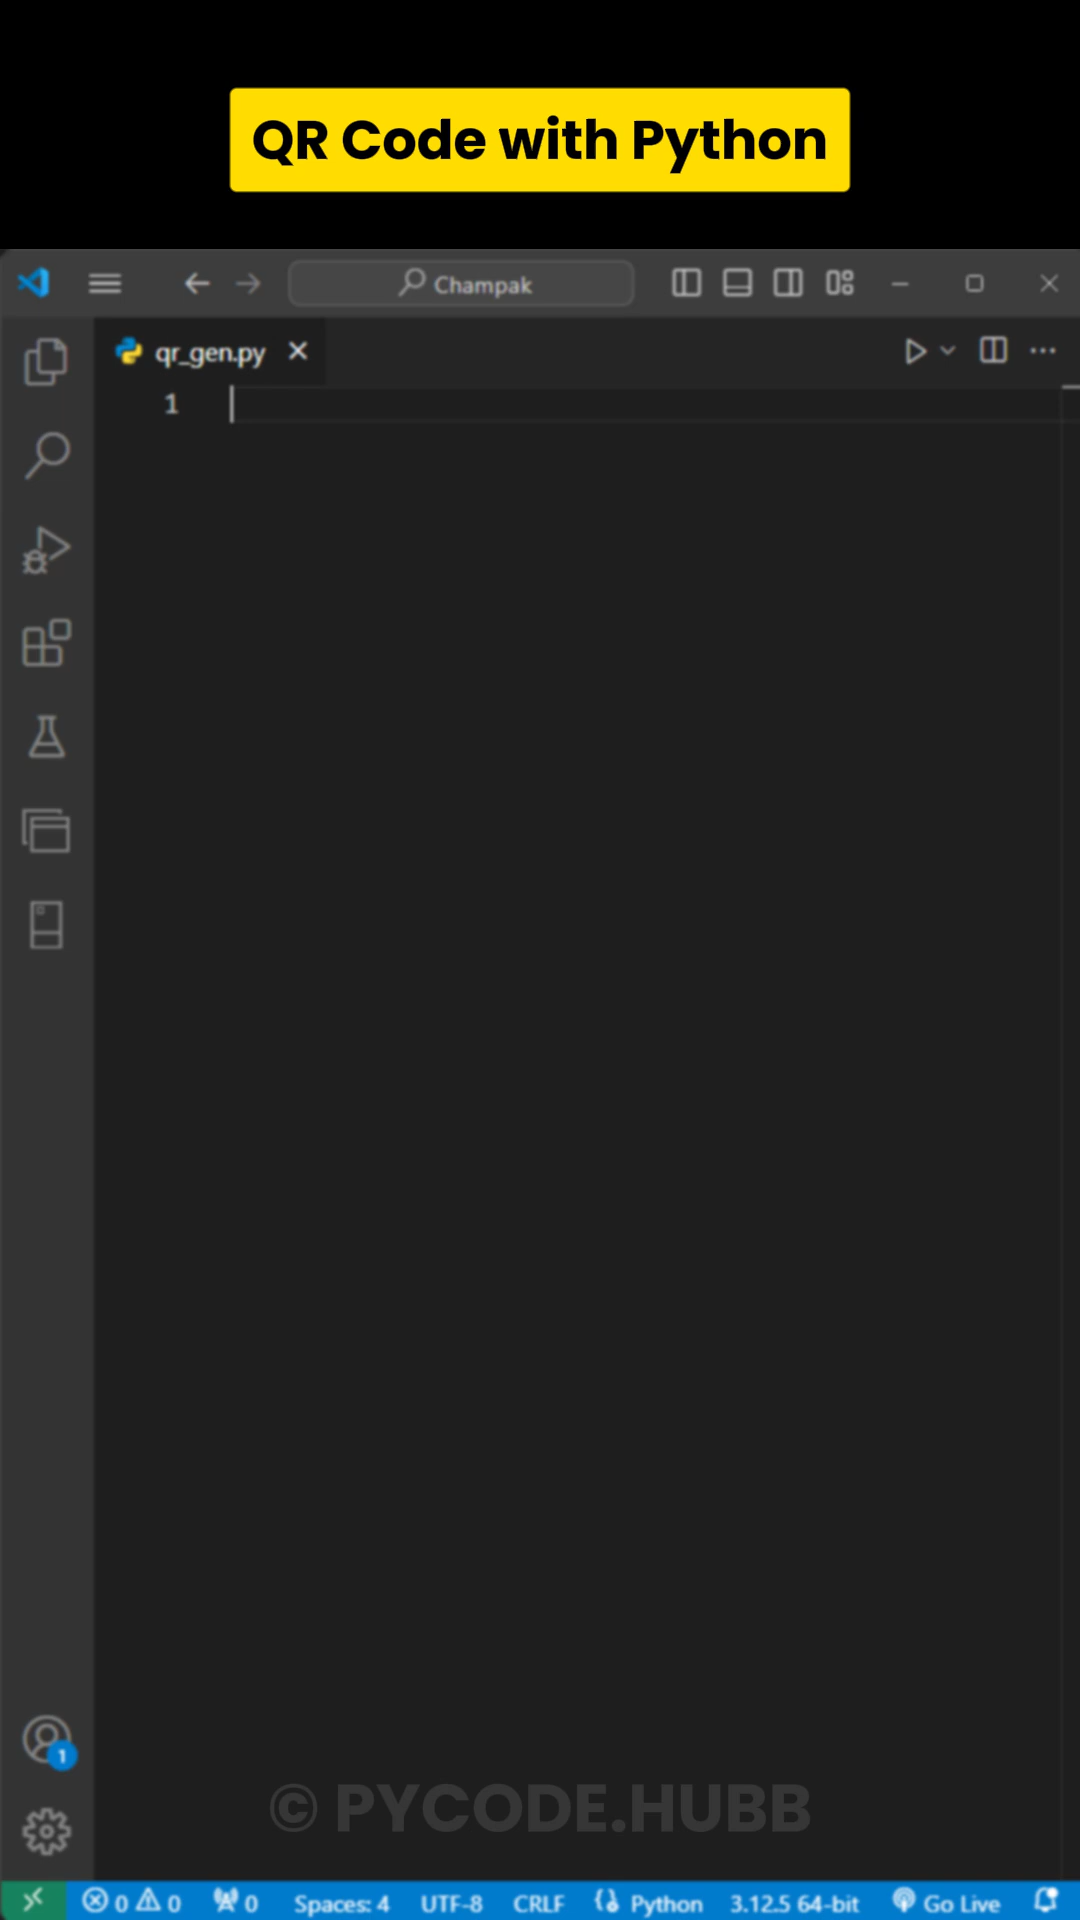 QR Code with Python
Champak
qr_gen.py
1
1
© PYCODE.HUBB
0 0 0 Spaces: 4 UTF-8 CRLF Python 3.12.5 64-bit Go Live